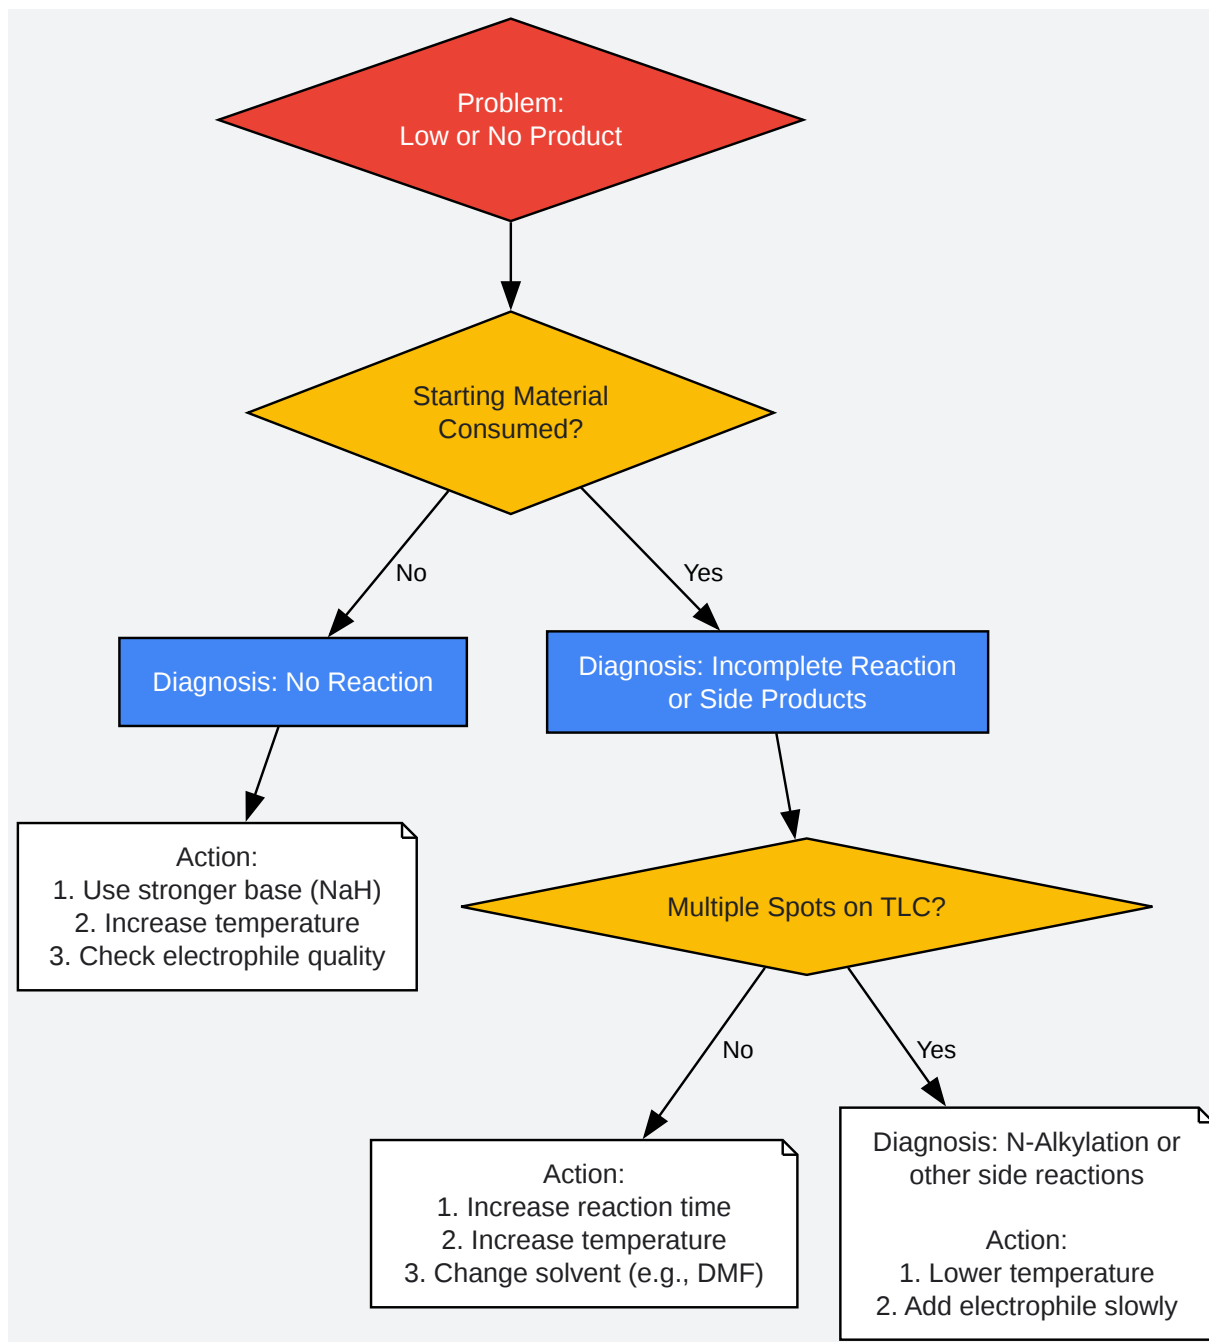 Problem:
Low or No Product
Starting Material
Consumed?
No
Yes
Diagnosis: No Reaction
Diagnosis: Incomplete Reaction
or Side Products
Action:
1. Use stronger base (NaH)
2. Increase temperature
3. Check electrophile quality
Multiple Spots on TLC?
No
Yes
Action:
1. Increase reaction time
2. Increase temperature
3. Change solvent (e.g., DMF)
Diagnosis: N-Alkylation or
other side reactions
Action:
1. Lower temperature
2. Add electrophile slowly